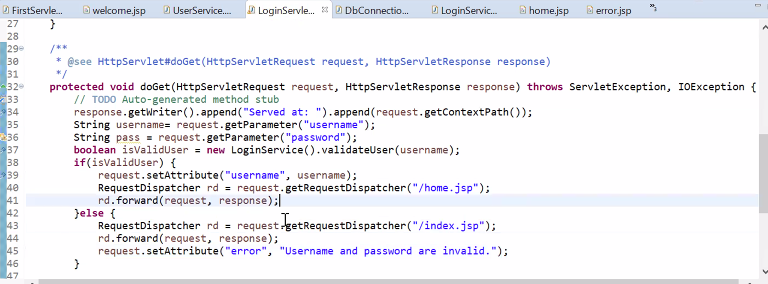 FirstServle... welcome.jsp UserService.... LoginServle... DbConnectio... LoginServic... home.jsp error.jsp
27 }
28
29 /**
30 * @see HttpServlet#doGet(HttpServletRequest request, HttpServletResponse response)
31 */
32 protected void doGet(HttpServletRequest request, HttpServletResponse response) throws ServletException, IOException {
33 // TODO Auto-generated method stub
34 response.getWriter().append("Served at: ").append(request.getContextPath());
35 String username= request.getParameter("username");
36 String pass = request.getParameter("password");
37 boolean isValidUser = new LoginService().validateUser(username);
38 if(isValidUser) {
39 request.setAttribute("username", username);
40 RequestDispatcher rd = request.getRequestDispatcher("/home.jsp");
41 rd.forward(request, response);
42 }else {
43 RequestDispatcher rd = request.getRequestDispatcher("/index.jsp");
44 rd.forward(request, response);
45 request.setAttribute("error", "Username and password are invalid.");
46 }
47